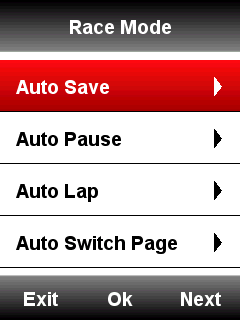 Race Mode
Auto Save
Auto Pause
Auto Lap
Auto Switch Page
Exit Ok Next